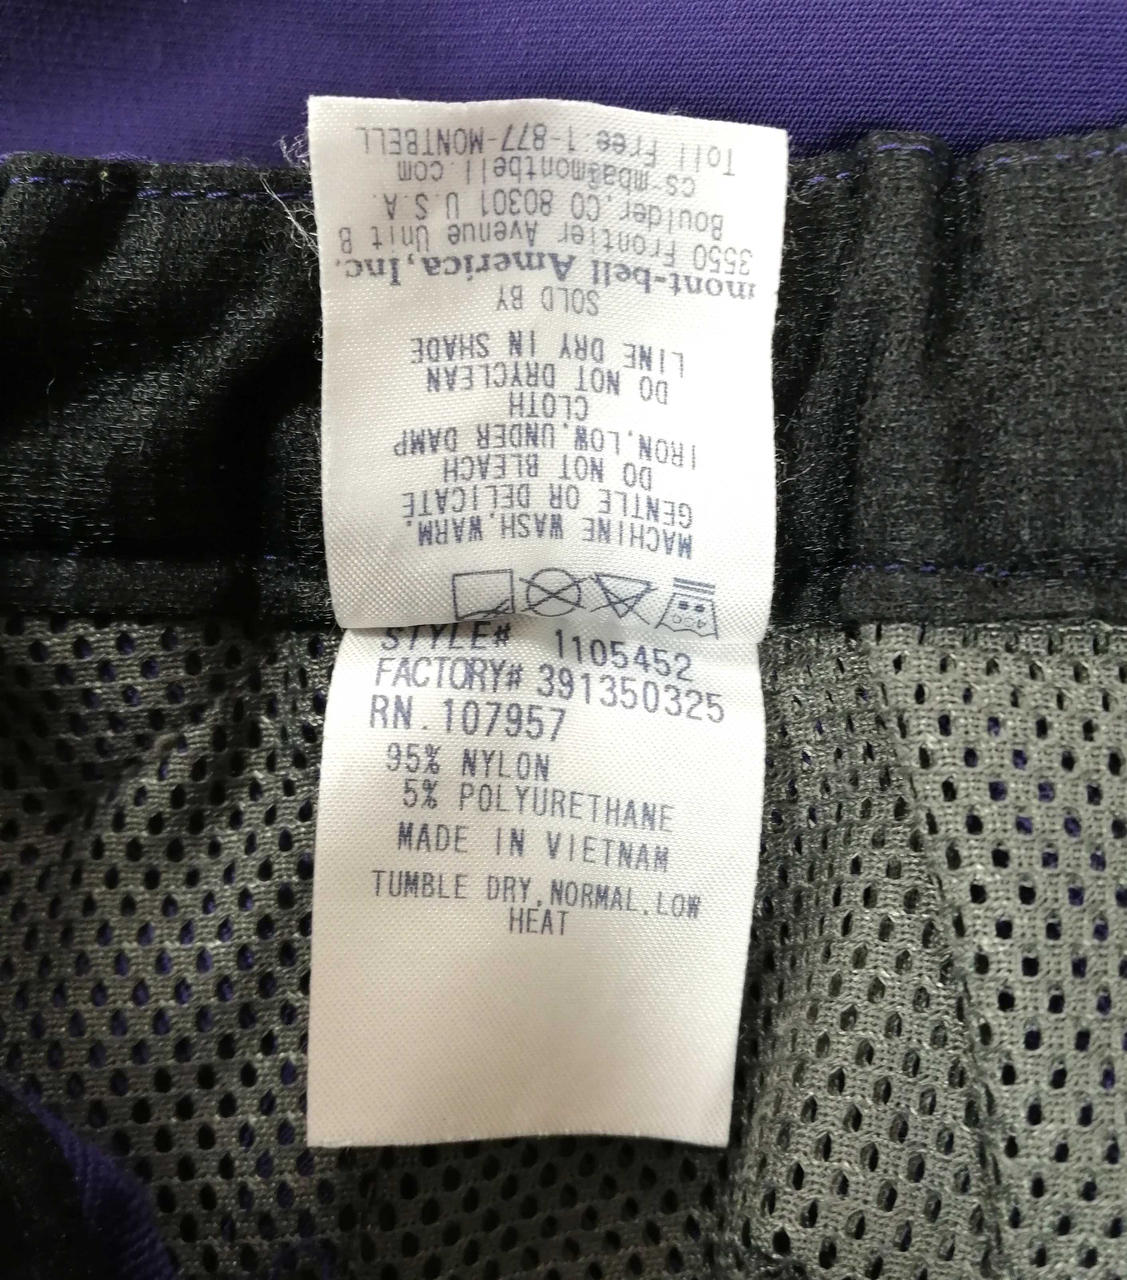 MACHINE WASH,WARM.
GENTLE OR DELICATE
DO NOT BLEACH
IRON,LOW,UNDER DAMP
CLOTH
DO NOT DRYCLEAN
LINE DRY IN SHADE
SOLD BY
mont-bell America,Inc.
3550 Frontier Avenue Unit B
Boulder,CO 80301 U.S.A.
cs-mba@montbell.com
Toll Free.1-877-MONTBELL
STYLE# 1105452
FACTORY# 391350325
RN.107957
95% NYLON
5% POLYURETHANE
MADE IN VIETNAM
TUMBLE DRY,NORMAL,LOW
HEAT